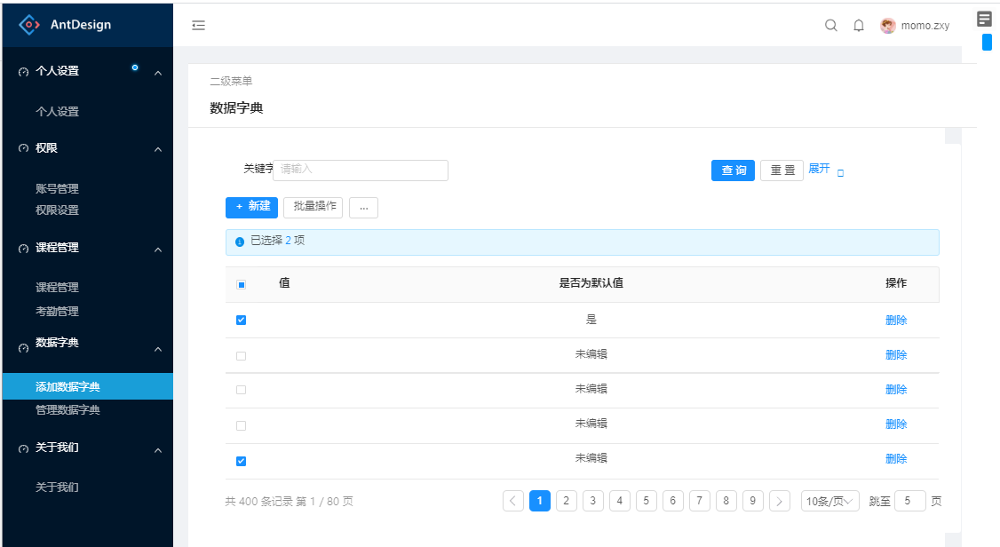 AntDesign
momo.zxy
个人设置
个人设置
权限
账号管理
权限设置
课程管理
课程管理
考勤管理
数据字典
添加数据字典
管理数据字典
关于我们
关于我们
二级菜单
数据字典
关键字 请输入 查 询 重 置 展开
+ 新建 批量操作 ...
已选择 2 项
值 是否为默认值 操作
是 删除
未编辑 删除
未编辑 删除
未编辑 删除
未编辑 删除
共 400 条记录 第 1 / 80 页 < 1 2 3 4 5 6 7 8 9 > 10条/页 跳至 5 页